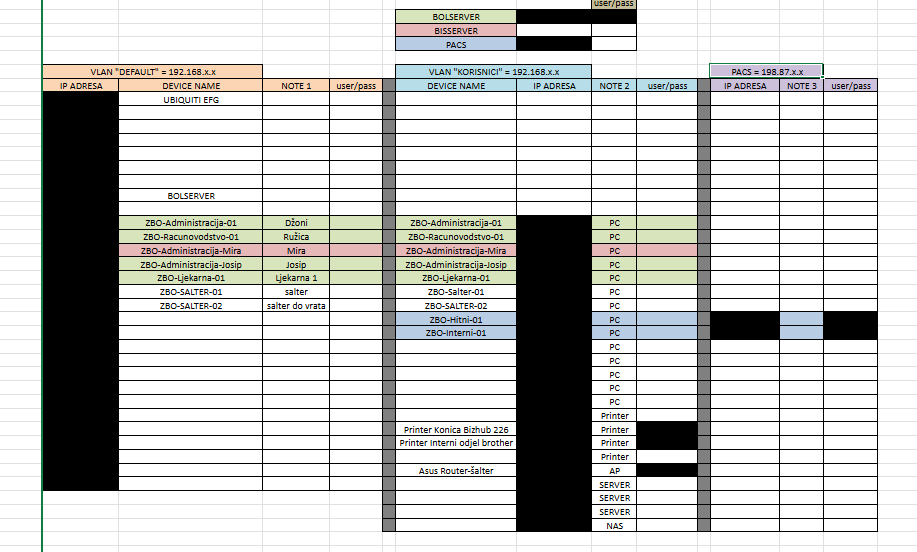 user/pass
BOLSERVER
BISSERVER
PACS
VLAN "DEFAULT" = 192.168.x.x VLAN "KORISNICI" = 192.168.x.x PACS = 198.87.x.x
IP ADRESA DEVICE NAME NOTE 1 user/pass DEVICE NAME IP ADRESA NOTE 2 user/pass IP ADRESA NOTE 3 user/pass
UBIQUITI EFG
BOLSERVER
ZBO-Administracija-01 Džoni ZBO-Administracija-01 PC
ZBO-Racunovodstvo-01 Ružica ZBO-Racunovodstvo-01 PC
ZBO-Administracija-Mira Mira ZBO-Administracija-Mira PC
ZBO-Administracija-Josip Josip ZBO-Administracija-Josip PC
ZBO-Ljekarna-01 Ljekarna 1 ZBO-Ljekarna-01 PC
ZBO-SALTER-01 salter ZBO-Salter-01 PC
ZBO-SALTER-02 salter do vrata ZBO-SALTER-02 PC
ZBO-Hitni-01 PC
ZBO-Interni-01 PC
PC
PC
PC
PC
PC
Printer
Printer Konica Bizhub 226 Printer
Printer Interni odjel brother Printer
Printer
Asus Router-šalter AP
SERVER
SERVER
SERVER
NAS